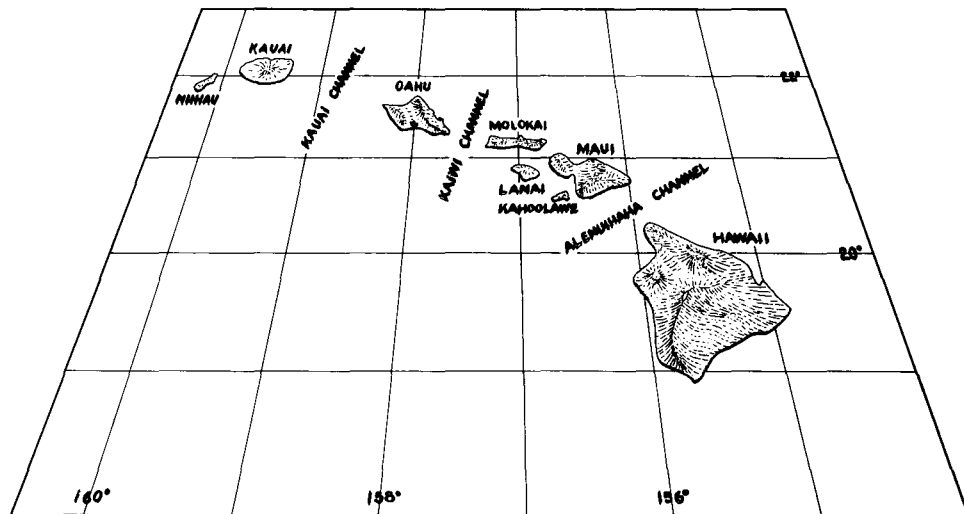 KAUAI
22°
NIIHAU
KAUAI CHANNEL
OAHU
KAIWI CHANNEL
MOLOKAI
MAUI
LANAI
KAHOOLAWE
ALENUIHAHA CHANNEL
HAWAII
20°
160°
158°
156°